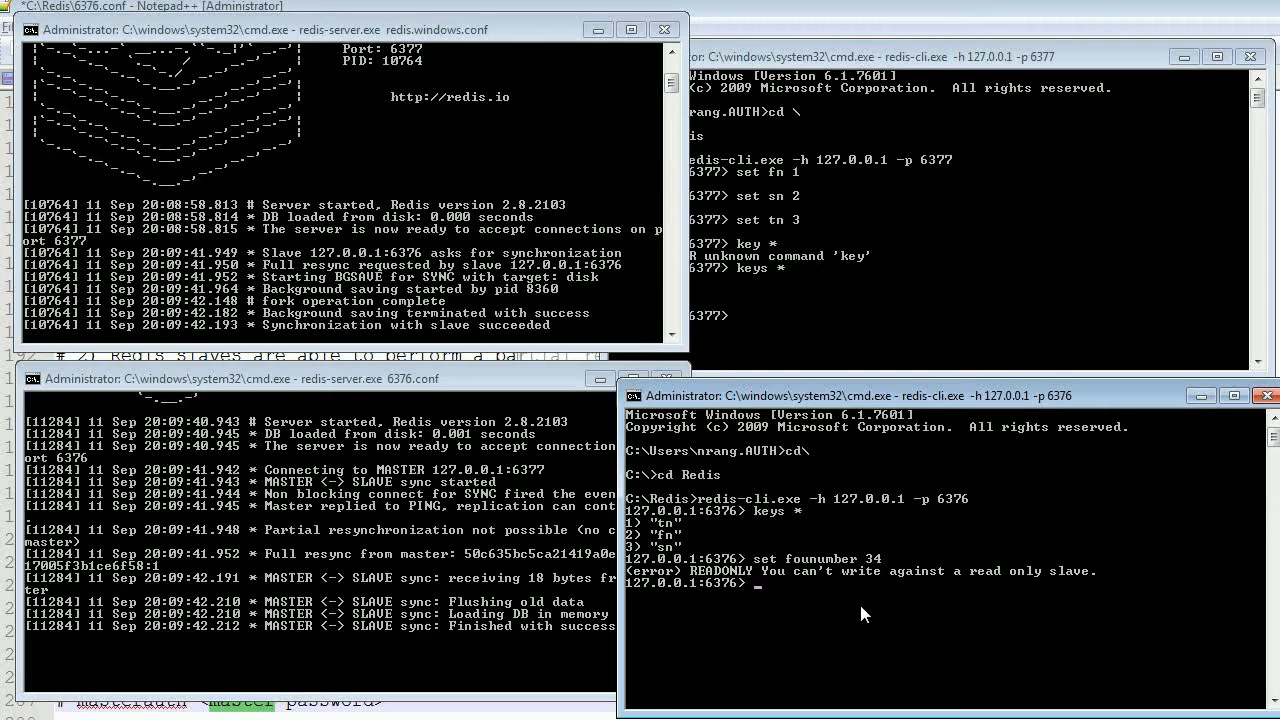 *C:\Redis\6376.conf - Notepad++ [Administrator]
Administrator: C:\windows\system32\cmd.exe - redis-server.exe redis.windows.conf
Port: 6377
PID: 10764
http://redis.io
[10764] 11 Sep 20:08:58.813 # Server started, Redis version 2.8.2103
[10764] 11 Sep 20:08:58.814 * DB loaded from disk: 0.000 seconds
[10764] 11 Sep 20:08:58.815 * The server is now ready to accept connections on p
ort 6377
[10764] 11 Sep 20:09:41.949 * Slave 127.0.0.1:6376 asks for synchronization
[10764] 11 Sep 20:09:41.950 * Full resync requested by slave 127.0.0.1:6376
[10764] 11 Sep 20:09:41.952 * Starting BGSAVE for SYNC with target: disk
[10764] 11 Sep 20:09:41.964 * Background saving started by pid 8360
[10764] 11 Sep 20:09:42.148 # fork operation complete
[10764] 11 Sep 20:09:42.182 * Background saving terminated with success
[10764] 11 Sep 20:09:42.193 * Synchronization with slave succeeded
tor: C:\windows\system32\cmd.exe - redis-cli.exe -h 127.0.0.1 -p 6377
Windows [Version 6.1.7601]
(c) 2009 Microsoft Corporation. All rights reserved.
nrang.AUTH>cd \
is
edis-cli.exe -h 127.0.0.1 -p 6377
6377> set fn 1
6377> set sn 2
6377> set tn 3
6377> key *
R unknown command 'key'
6377> keys *
6377>
192 # 2) Redis slaves are able to perform a partial re
Administrator: C:\windows\system32\cmd.exe - redis-server.exe 6376.conf
[11284] 11 Sep 20:09:40.943 # Server started, Redis version 2.8.2103
[11284] 11 Sep 20:09:40.945 * DB loaded from disk: 0.001 seconds
[11284] 11 Sep 20:09:40.945 * The server is now ready to accept connection
ort 6376
[11284] 11 Sep 20:09:41.942 * Connecting to MASTER 127.0.0.1:6377
[11284] 11 Sep 20:09:41.943 * MASTER <-> SLAVE sync started
[11284] 11 Sep 20:09:41.944 * Non blocking connect for SYNC fired the even
[11284] 11 Sep 20:09:41.945 * Master replied to PING, replication can cont
.
[11284] 11 Sep 20:09:41.948 * Partial resynchronization not possible (no c
master)
[11284] 11 Sep 20:09:41.952 * Full resync from master: 50c635bc5ca21419a0e
17005f3b1ce6f58:1
[11284] 11 Sep 20:09:42.191 * MASTER <-> SLAVE sync: receiving 18 bytes fr
ter
[11284] 11 Sep 20:09:42.210 * MASTER <-> SLAVE sync: Flushing old data
[11284] 11 Sep 20:09:42.210 * MASTER <-> SLAVE sync: Loading DB in memory
[11284] 11 Sep 20:09:42.212 * MASTER <-> SLAVE sync: Finished with success
Administrator: C:\windows\system32\cmd.exe - redis-cli.exe -h 127.0.0.1 -p 6376
Microsoft Windows [Version 6.1.7601]
Copyright (c) 2009 Microsoft Corporation. All rights reserved.
C:\Users\nrang.AUTH>cd\
C:\>cd Redis
C:\Redis>redis-cli.exe -h 127.0.0.1 -p 6376
127.0.0.1:6376> keys *
1) "tn"
2) "fn"
3) "sn"
127.0.0.1:6376> set founumber 34
(error) READONLY You can't write against a read only slave.
127.0.0.1:6376> _
# masterauth <master-password>